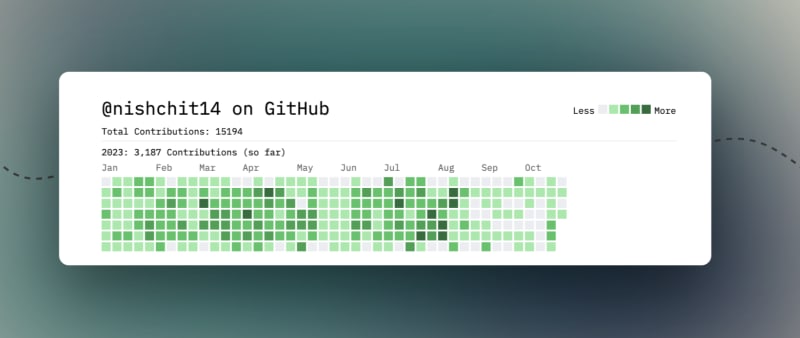 @nishchit14 on GitHub
Less More
Total Contributions: 15194
2023: 3,187 Contributions (so far)
Jan Feb Mar Apr May Jun Jul Aug Sep Oct